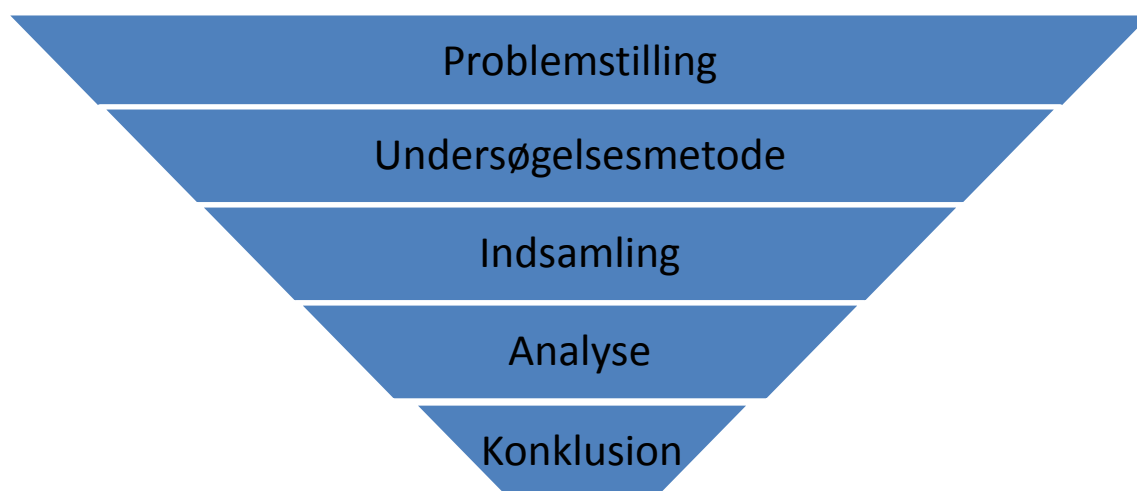 Problemstilling
Undersøgelsesmetode
Indsamling
Analyse
Konklusion